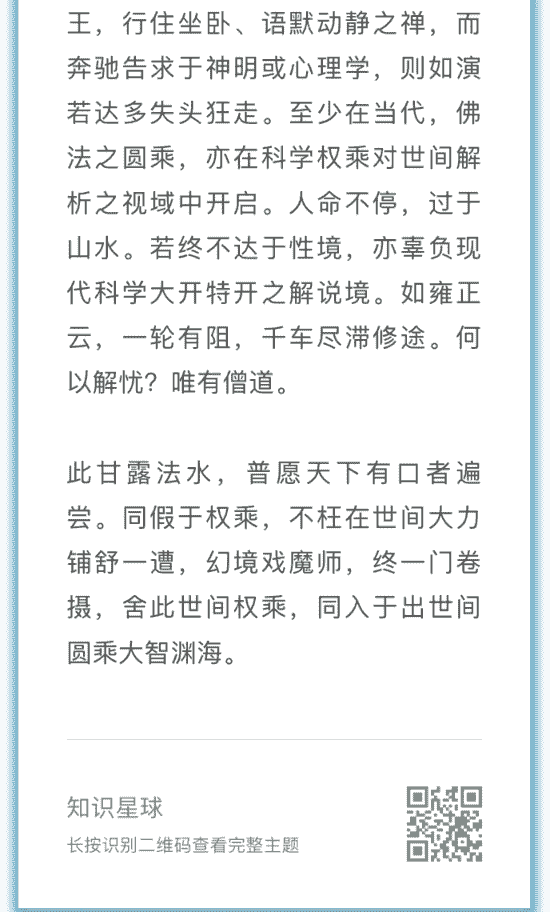 王，行住坐卧、语默动静之禅，而
奔驰告求于神明或心理学，则如演
若达多失头狂走。至少在当代，佛
法之圆乘，亦在科学权乘对世间解
析之视域中开启。人命不停，过于
山水。若终不达于性境，亦辜负现
代科学大开特开之解说境。如雍正
云，一轮有阻，千车尽滞修途。何
以解忧？唯有僧道。
此甘露法水，普愿天下有口者遍
尝。同假于权乘，不枉在世间大力
铺舒一遭，幻境戏魔师，终一门卷
摄，舍此世间权乘，同入于出世间
圆乘大智渊海。
知识星球
长按识别二维码查看完整主题